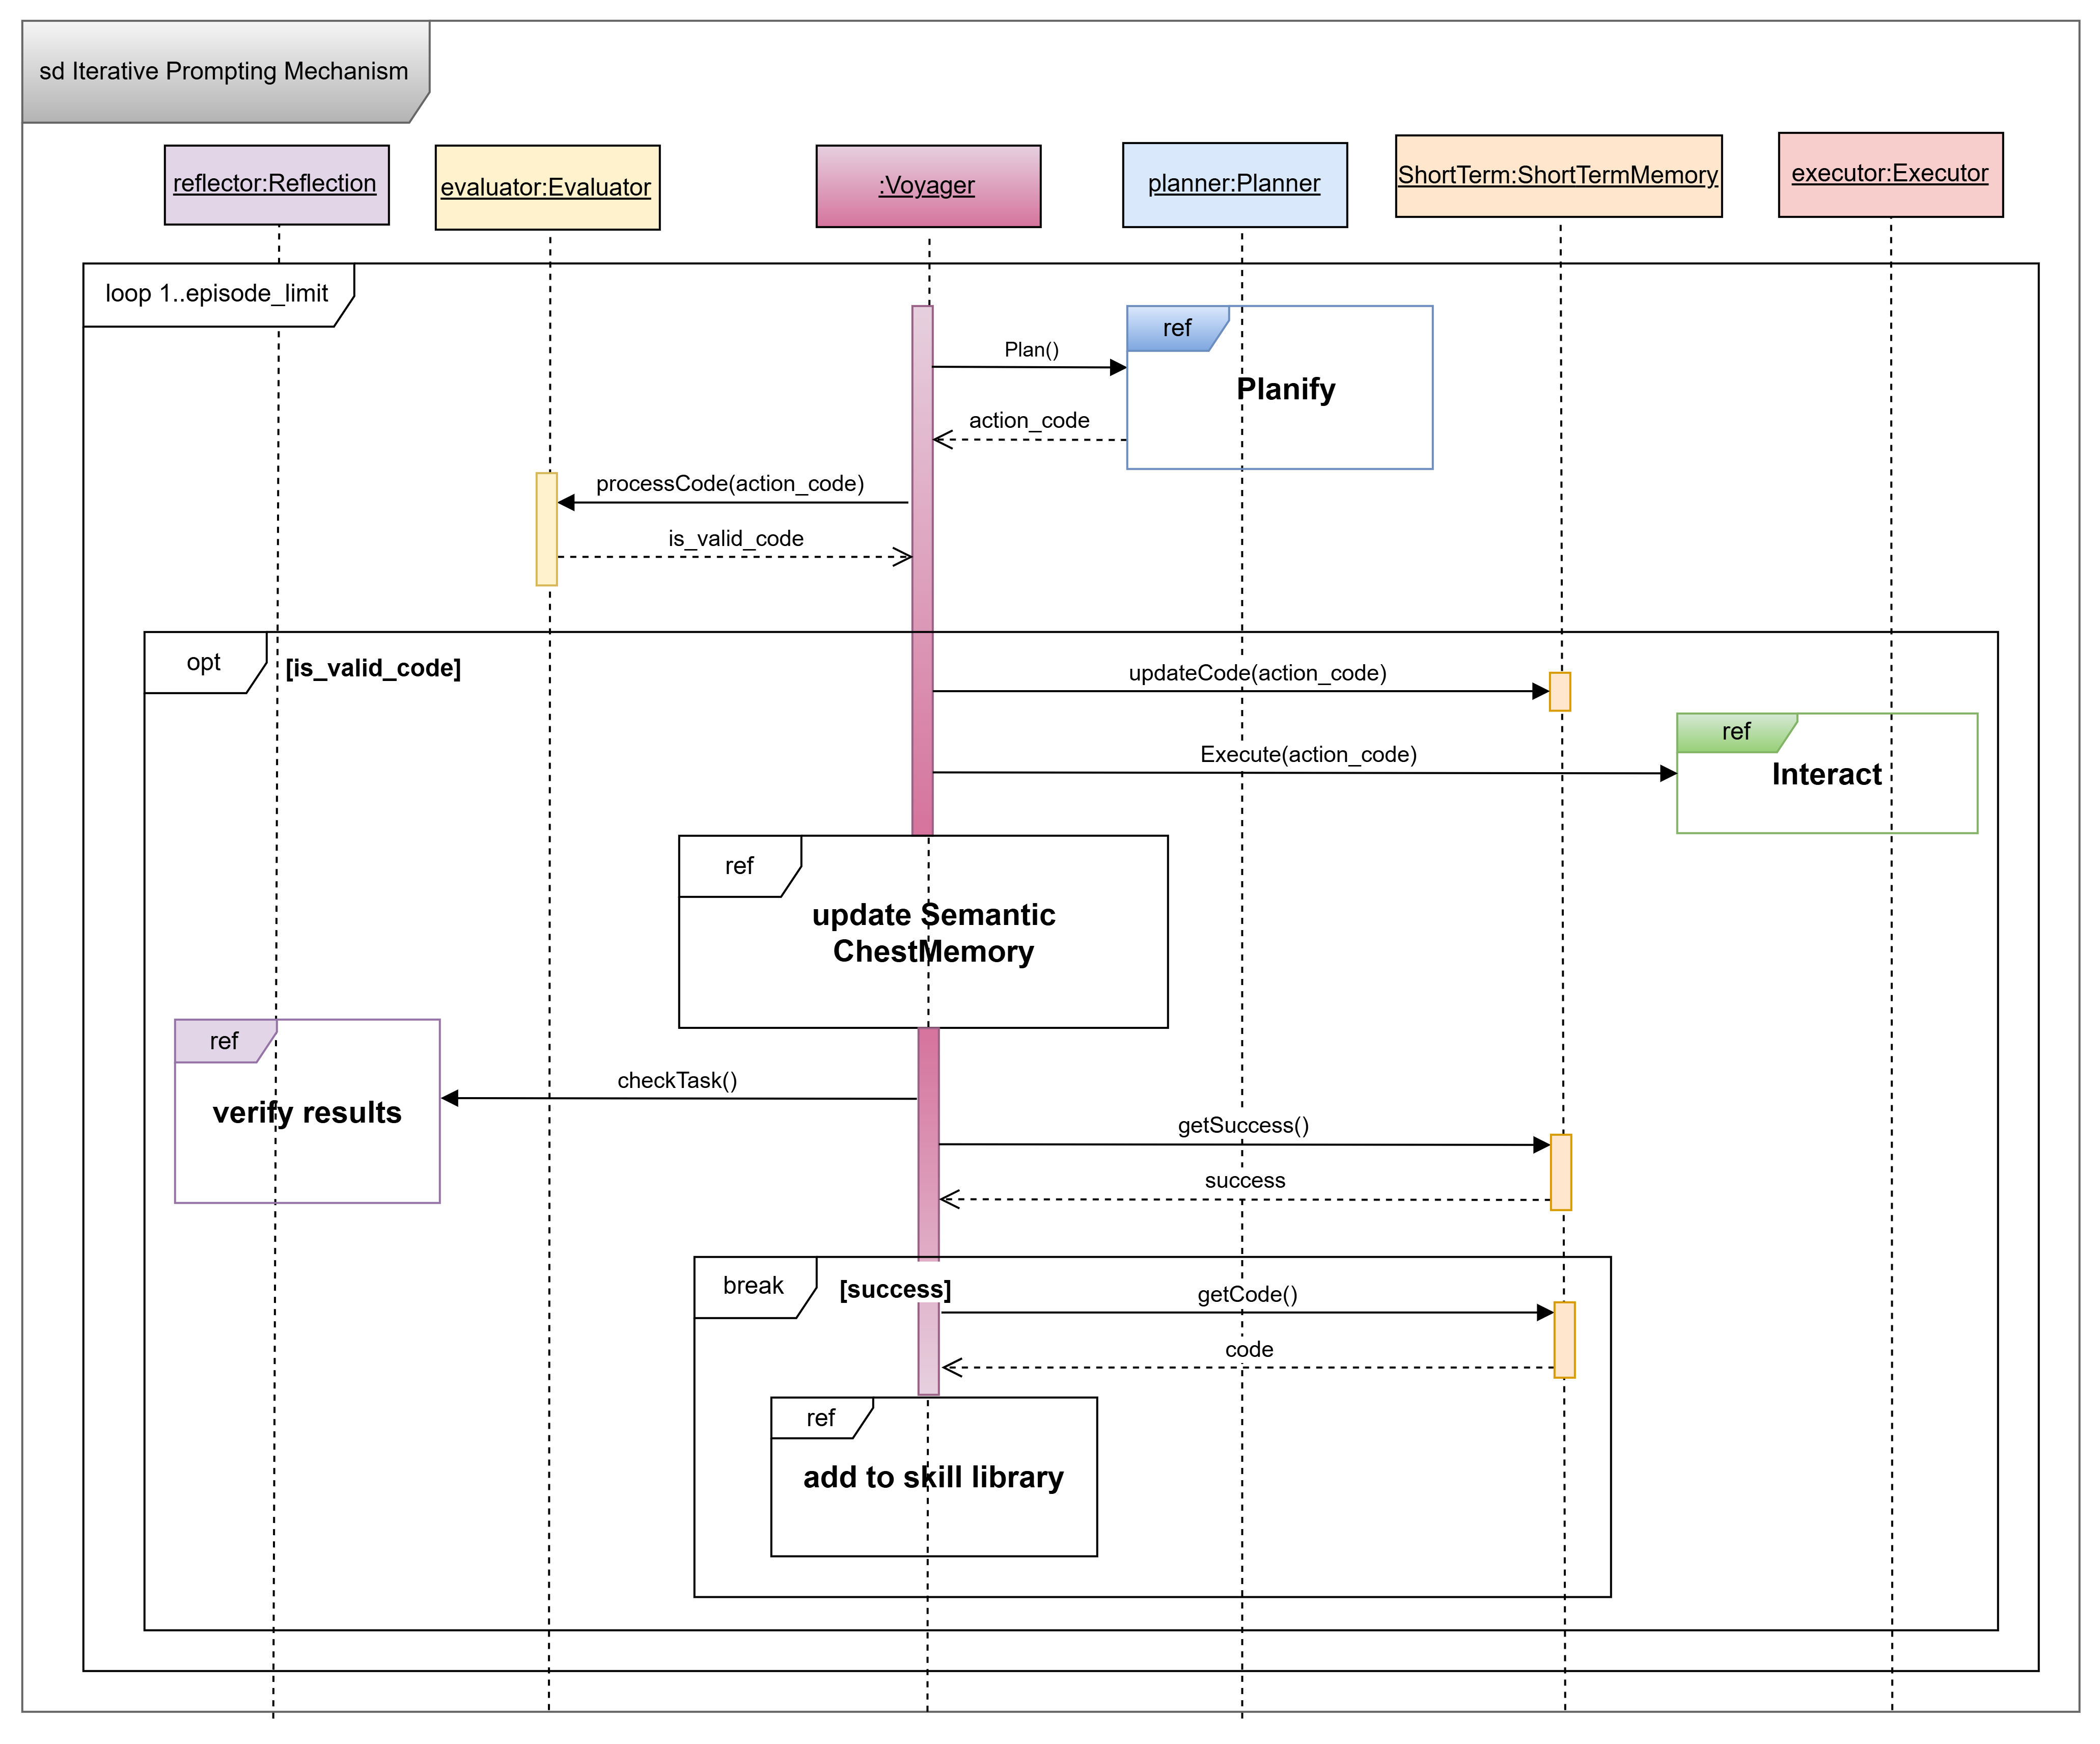 sd Iterative Prompting Mechanism
reflector:Reflection
evaluator:Evaluator
:Voyager
planner:Planner
ShortTerm:ShortTermMemory
executor:Executor
loop 1..episode_limit
ref
Plan()
Planify
action_code
processCode(action_code)
is_valid_code
opt
[is_valid_code]
updateCode(action_code)
ref
Execute(action_code)
Interact
ref
update Semantic
ChestMemory
ref
checkTask()
verify results
getSuccess()
success
break
[success]
getCode()
code
ref
add to skill library